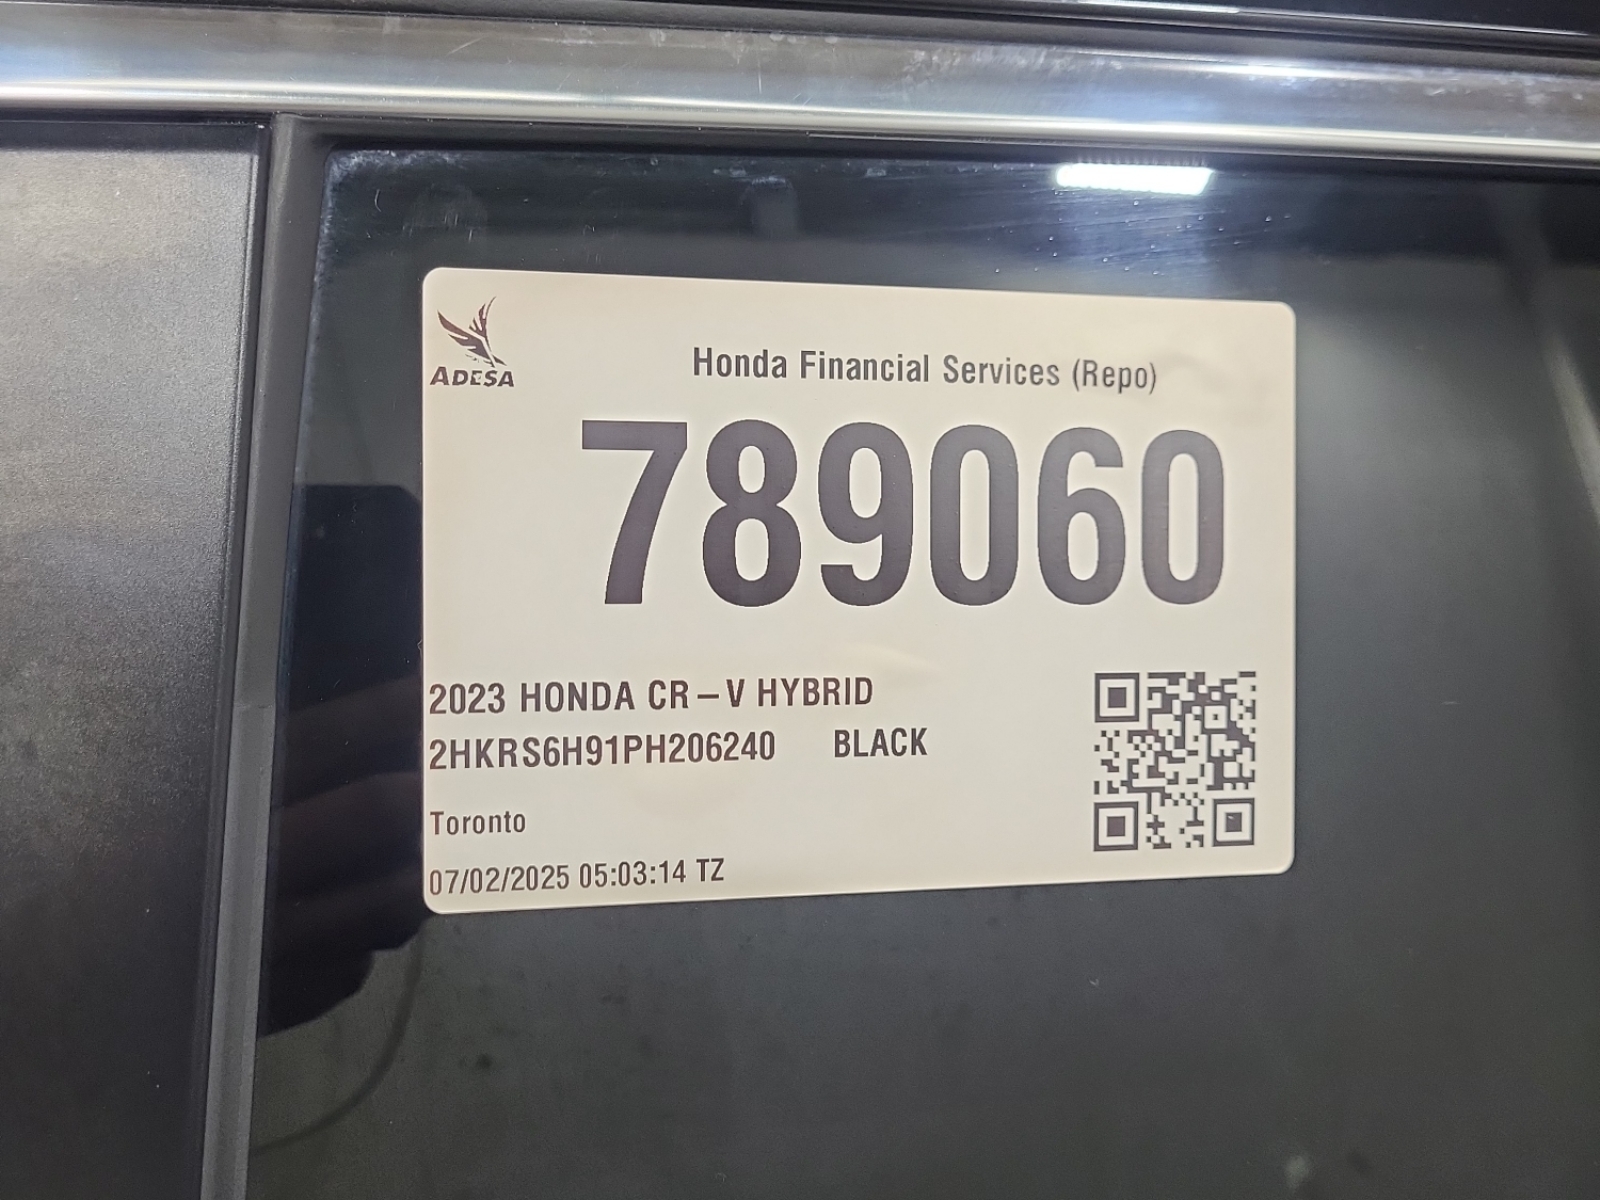 ADESA
Honda Financial Services (Repo)
789060
2023 HONDA CR-V HYBRID
2HKRS6H91PH206240 BLACK
Toronto
07/02/2025 05:03:14 TZ